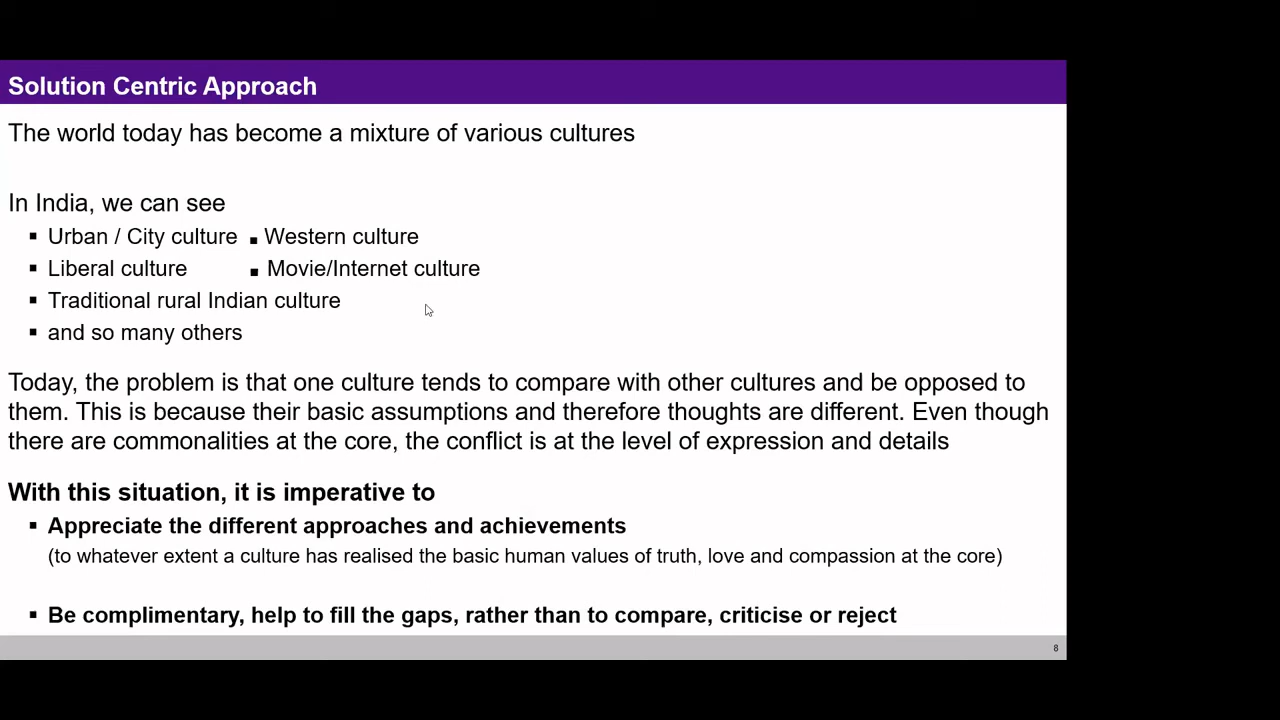 Solution Centric Approach
The world today has become a mixture of various cultures
In India, we can see
▪ Urban / City culture ▪ Western culture
▪ Liberal culture ▪ Movie/Internet culture
▪ Traditional rural Indian culture
▪ and so many others
Today, the problem is that one culture tends to compare with other cultures and be opposed to
them. This is because their basic assumptions and therefore thoughts are different. Even though
there are commonalities at the core, the conflict is at the level of expression and details
With this situation, it is imperative to
▪ Appreciate the different approaches and achievements
(to whatever extent a culture has realised the basic human values of truth, love and compassion at the core)
▪ Be complimentary, help to fill the gaps, rather than to compare, criticise or reject
8